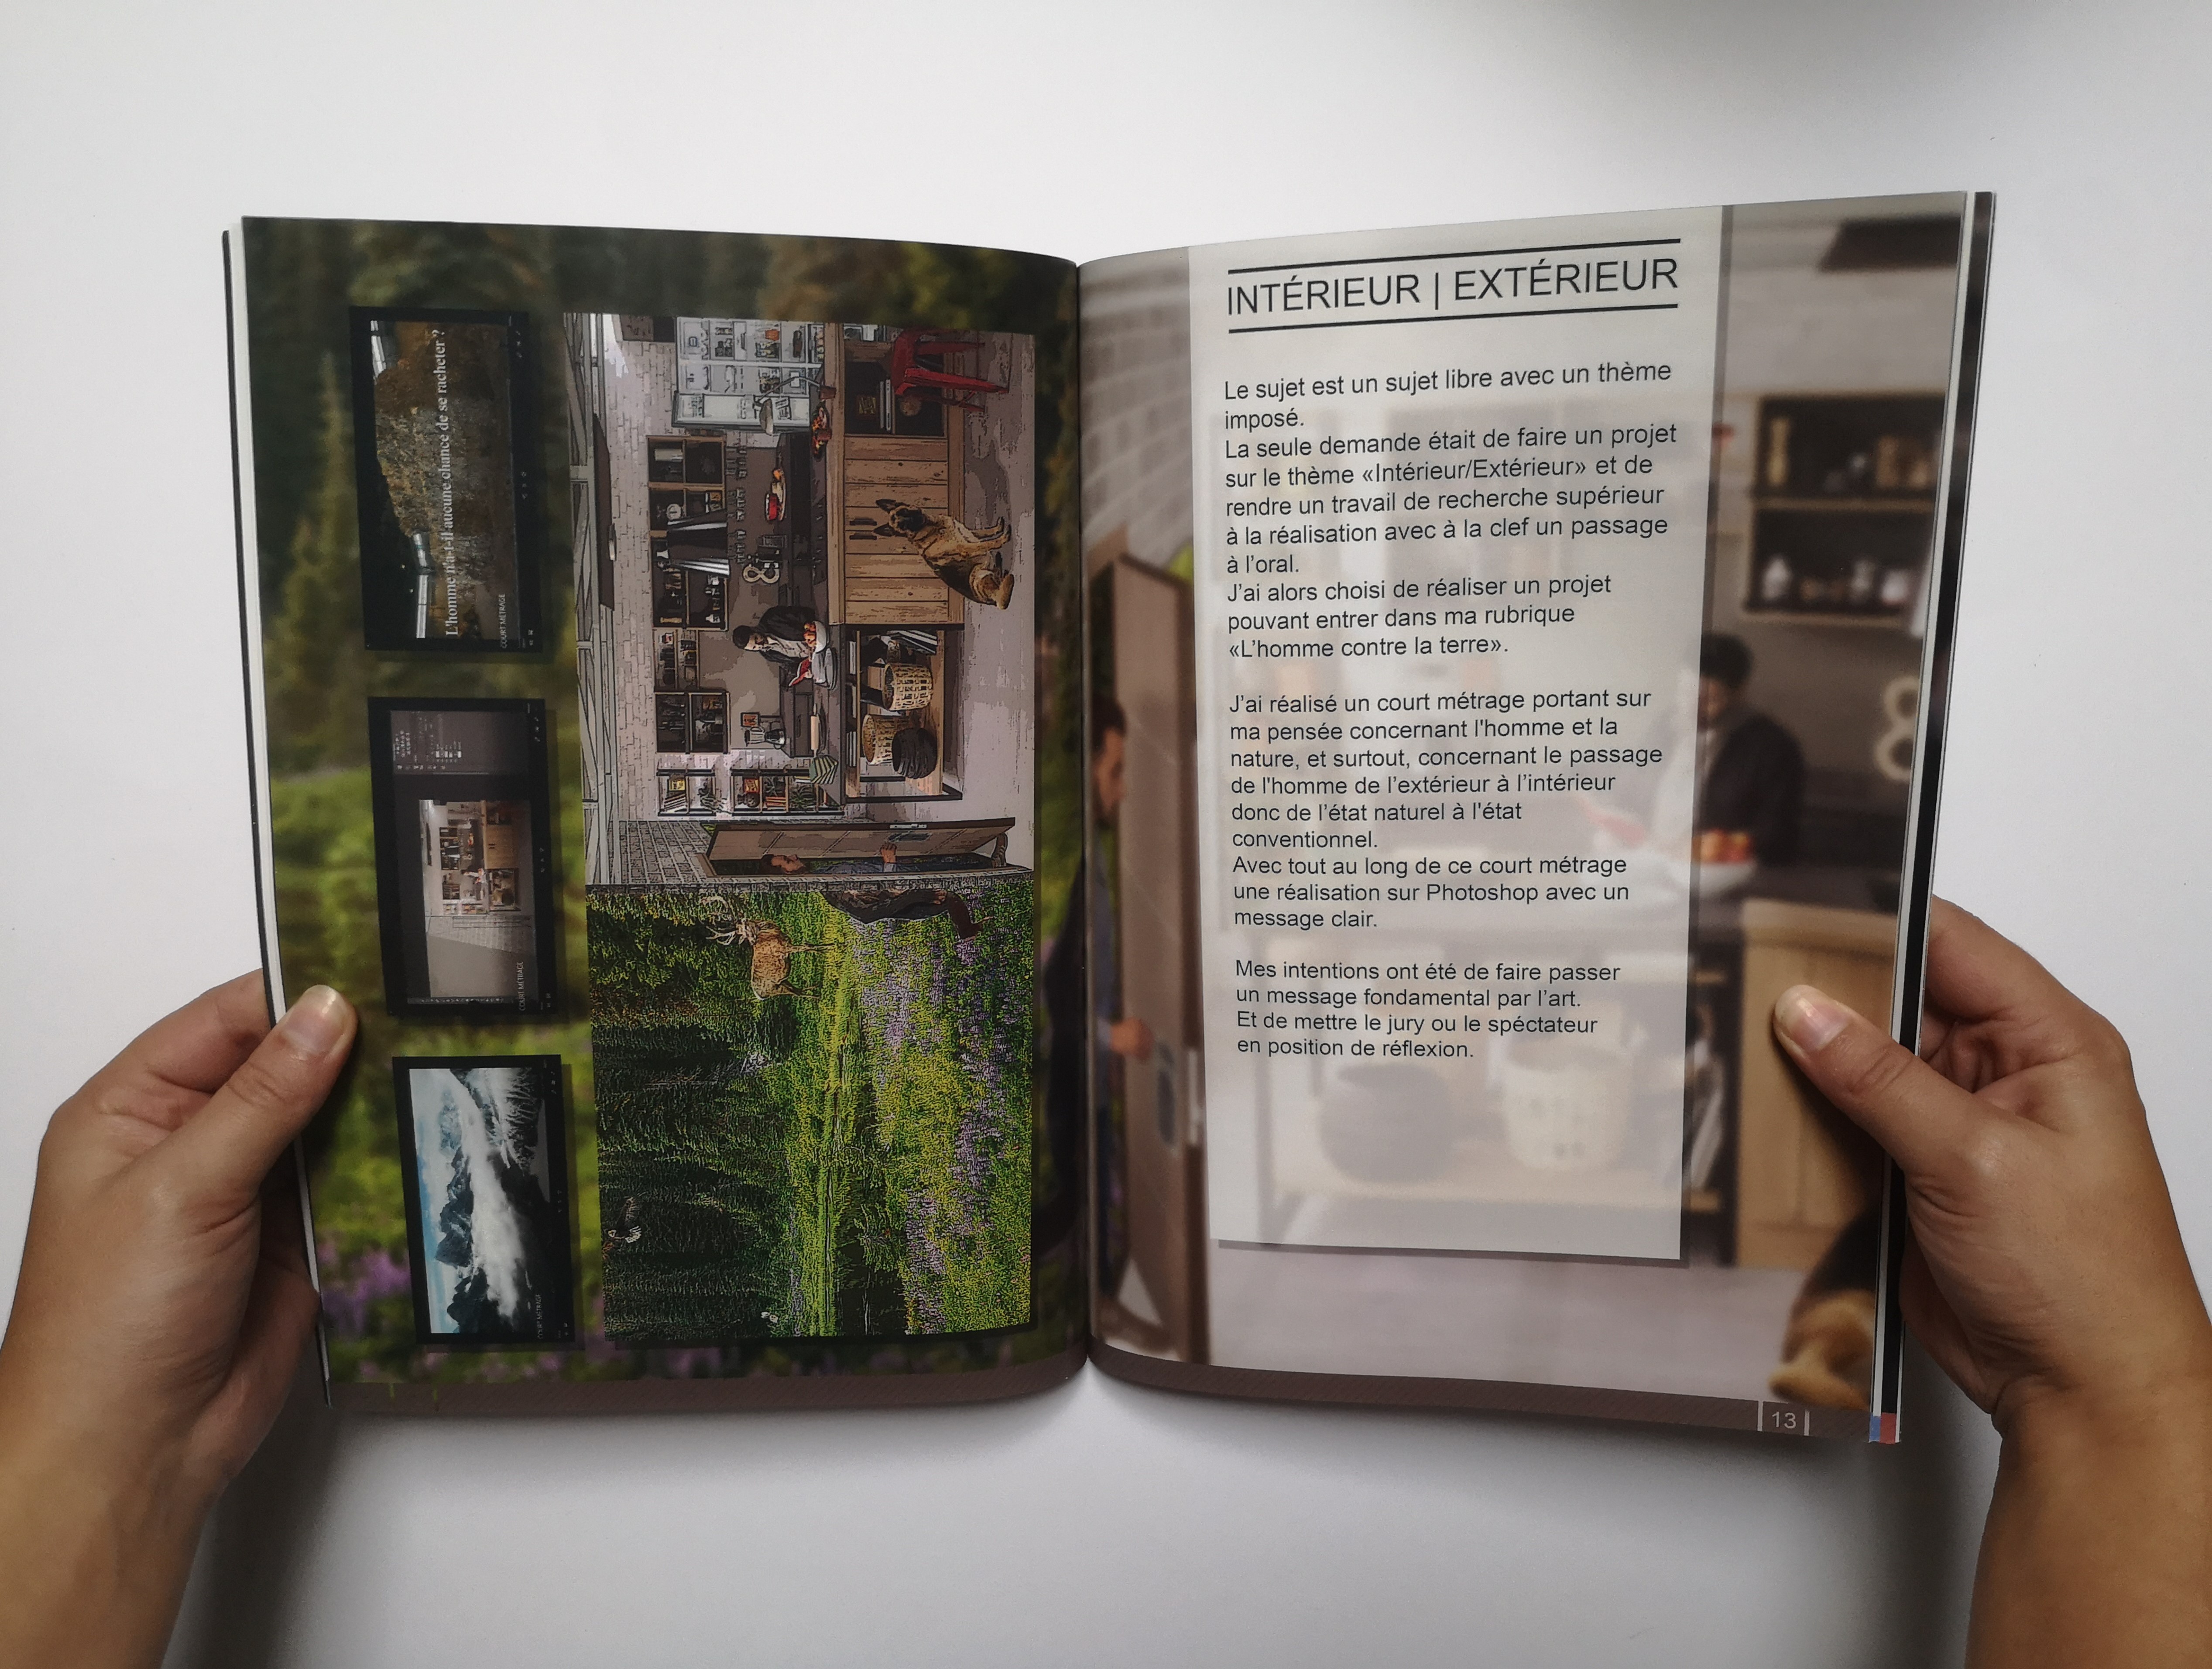 L'homme n'a-t-il aucune chance de se racheter ?
COURT METRAGE
COURT METRAGE
COURT METRAGE
8
INTÉRIEUR | EXTÉRIEUR
Le sujet est un sujet libre avec un thème
imposé.
La seule demande était de faire un projet
sur le thème «Intérieur/Extérieur» et de
rendre un travail de recherche supérieur
à la réalisation avec à la clef un passage
à l'oral.
J'ai alors choisi de réaliser un projet
pouvant entrer dans ma rubrique
«L'homme contre la terre».
J'ai réalisé un court métrage portant sur
ma pensée concernant l'homme et la
nature, et surtout, concernant le passage
de l'homme de l'extérieur à l'intérieur
donc de l'état naturel à l'état
conventionnel.
Avec tout au long de ce court métrage
une réalisation sur Photoshop avec un
message clair.
Mes intentions ont été de faire passer
un message fondamental par l'art.
Et de mettre le jury ou le spéctateur
en position de réflexion.
8
13